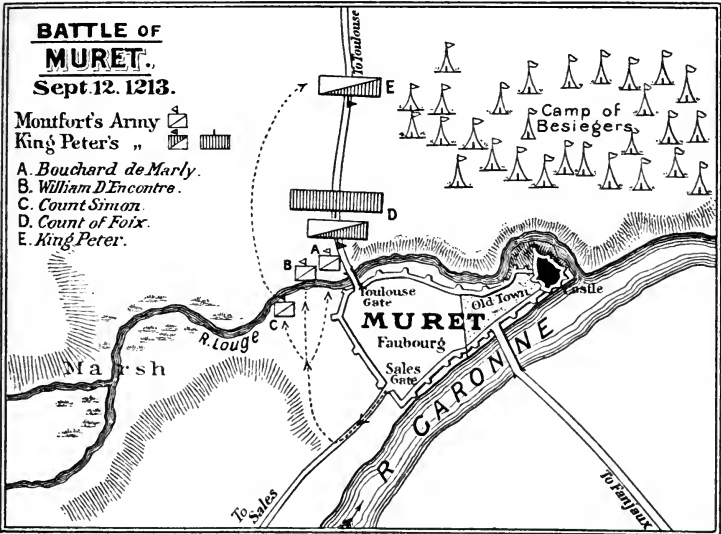 BATTLE OF
MURET.
Sept. 12. 1213.
Montfort's Army
King Peter's „
A. Bouchard de Marly.
B. William D'Encontre.
C. Count Simon.
D. Count of Foix.
E. King Peter.
To Toulouse
E
Camp of
Besiegers
D
A
B
C
R. Louge
Marsh
Toulouse
Gate
Old Town
Castle
MURET
Faubourg
Sales
Gate
R GARONNE
To
Sales
To Fanjaux